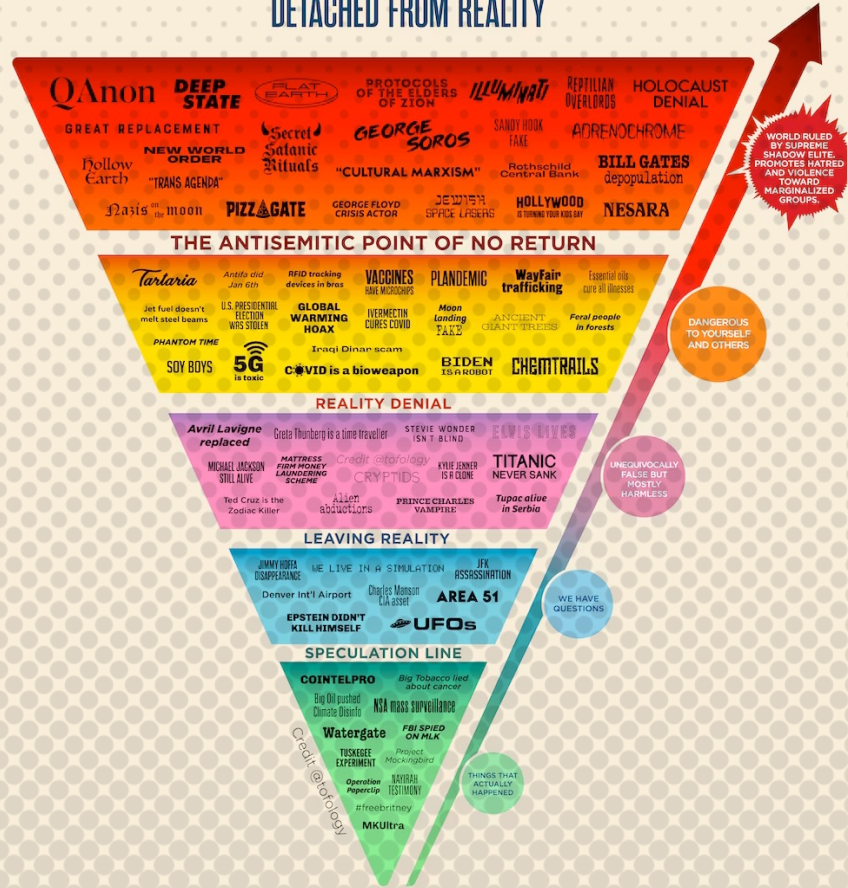 DETACHED FROM REALITY
QAnon
DEEP
STATE
FLAT
EARTH
PROTOCOLS
OF THE ELDERS
OF ZION
ILLUMINATI
REPTILIAN
OVERLORDS
HOLOCAUST
DENIAL
GREAT REPLACEMENT
NEW WORLD
ORDER
Secret
Satanic
Rituals
GEORGE
SOROS
SANDY HOOK
FAKE
ADRENOCHROME
Hollow
Earth
"TRANS AGENDA"
"CULTURAL MARXISM"
Rothschild
Central Bank
BILL GATES
depopulation
Nazis on the moon
PIZZAGATE
GEORGE FLOYD
CRISIS ACTOR
JEWISH
SPACE LASERS
HOLLYWOOD
IS TURNING YOUR KIDS GAY
NESARA
WORLD RULED
BY SUPREME
SHADOW ELITE.
PROMOTES HATRED
AND VIOLENCE
TOWARD
MARGINALIZED
GROUPS.
THE ANTISEMITIC POINT OF NO RETURN
Tartaria
Antifa did
Jan 6th
RFID tracking
devices in bras
VACCINES
HAVE MICROCHIPS
PLANDEMIC
WayFair
trafficking
Essential oils
cure all illnesses
Jet fuel doesn't
melt steel beams
U.S. PRESIDENTIAL
ELECTION
WAS STOLEN
GLOBAL
WARMING
HOAX
IVERMECTIN
CURES COVID
Moon
landing
FAKE
ANCIENT
GIANT TREES
Feral people
in forests
PHANTOM TIME
SOY BOYS
5G
is toxic
Iraqi Dinar scam
COVID is a bioweapon
BIDEN
IS A ROBOT
CHEMTRAILS
DANGEROUS
TO YOURSELF
AND OTHERS
REALITY DENIAL
Avril Lavigne
replaced
Greta Thunberg is a time traveller
STEVIE WONDER
ISN'T BLIND
ELVIS LIVES
MICHAEL JACKSON
STILL ALIVE
MATTRESS
FIRM MONEY
LAUNDERING
SCHEME
Credit @tofology
CRYPTIDS
KYLIE JENNER
IS A CLONE
TITANIC
NEVER SANK
Ted Cruz is the
Zodiac Killer
Alien
abductions
PRINCE CHARLES
VAMPIRE
Tupac alive
in Serbia
UNEQUIVOCALLY
FALSE BUT
MOSTLY
HARMLESS
LEAVING REALITY
JIMMY HOFFA
DISAPPEARANCE
WE LIVE IN A SIMULATION
JFK
ASSASSINATION
Denver Int'l Airport
Charles Manson
CIA asset
AREA 51
EPSTEIN DIDN'T
KILL HIMSELF
UFOs
WE HAVE
QUESTIONS
SPECULATION LINE
COINTELPRO
Big Tobacco lied
about cancer
Big Oil pushed
Climate Disinfo
NSA mass surveillance
Watergate
FBI SPIED
ON MLK
TUSKEGEE
EXPERIMENT
Project
Mockingbird
Operation
Paperclip
NAYIRAH
TESTIMONY
#freebritney
MKUltra
THINGS THAT
ACTUALLY
HAPPENED
Credit @tofology